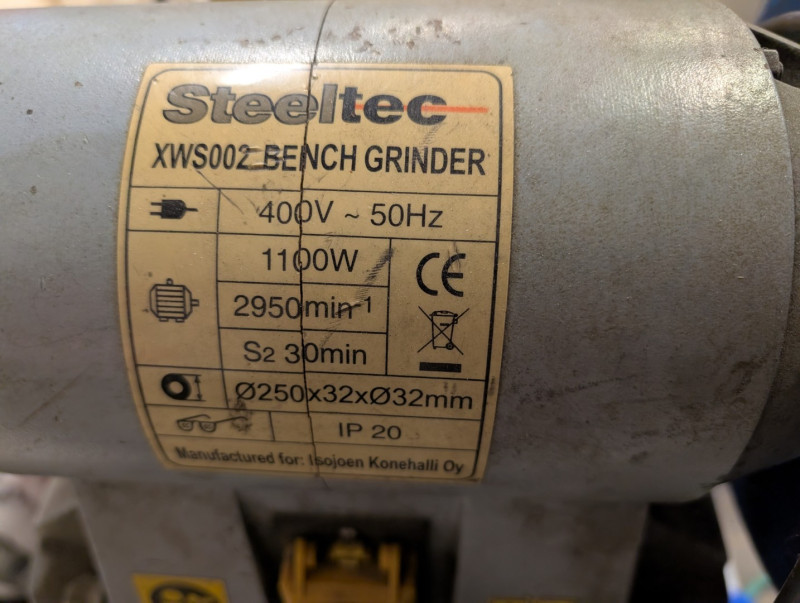 Steeltec
XWS002 BENCH GRINDER
400V ~ 50Hz
1100W
CE
2950min-1
S2 30min
Ø250x32xØ32mm
IP 20
Manufactured for: Isojoen Konehalli Oy